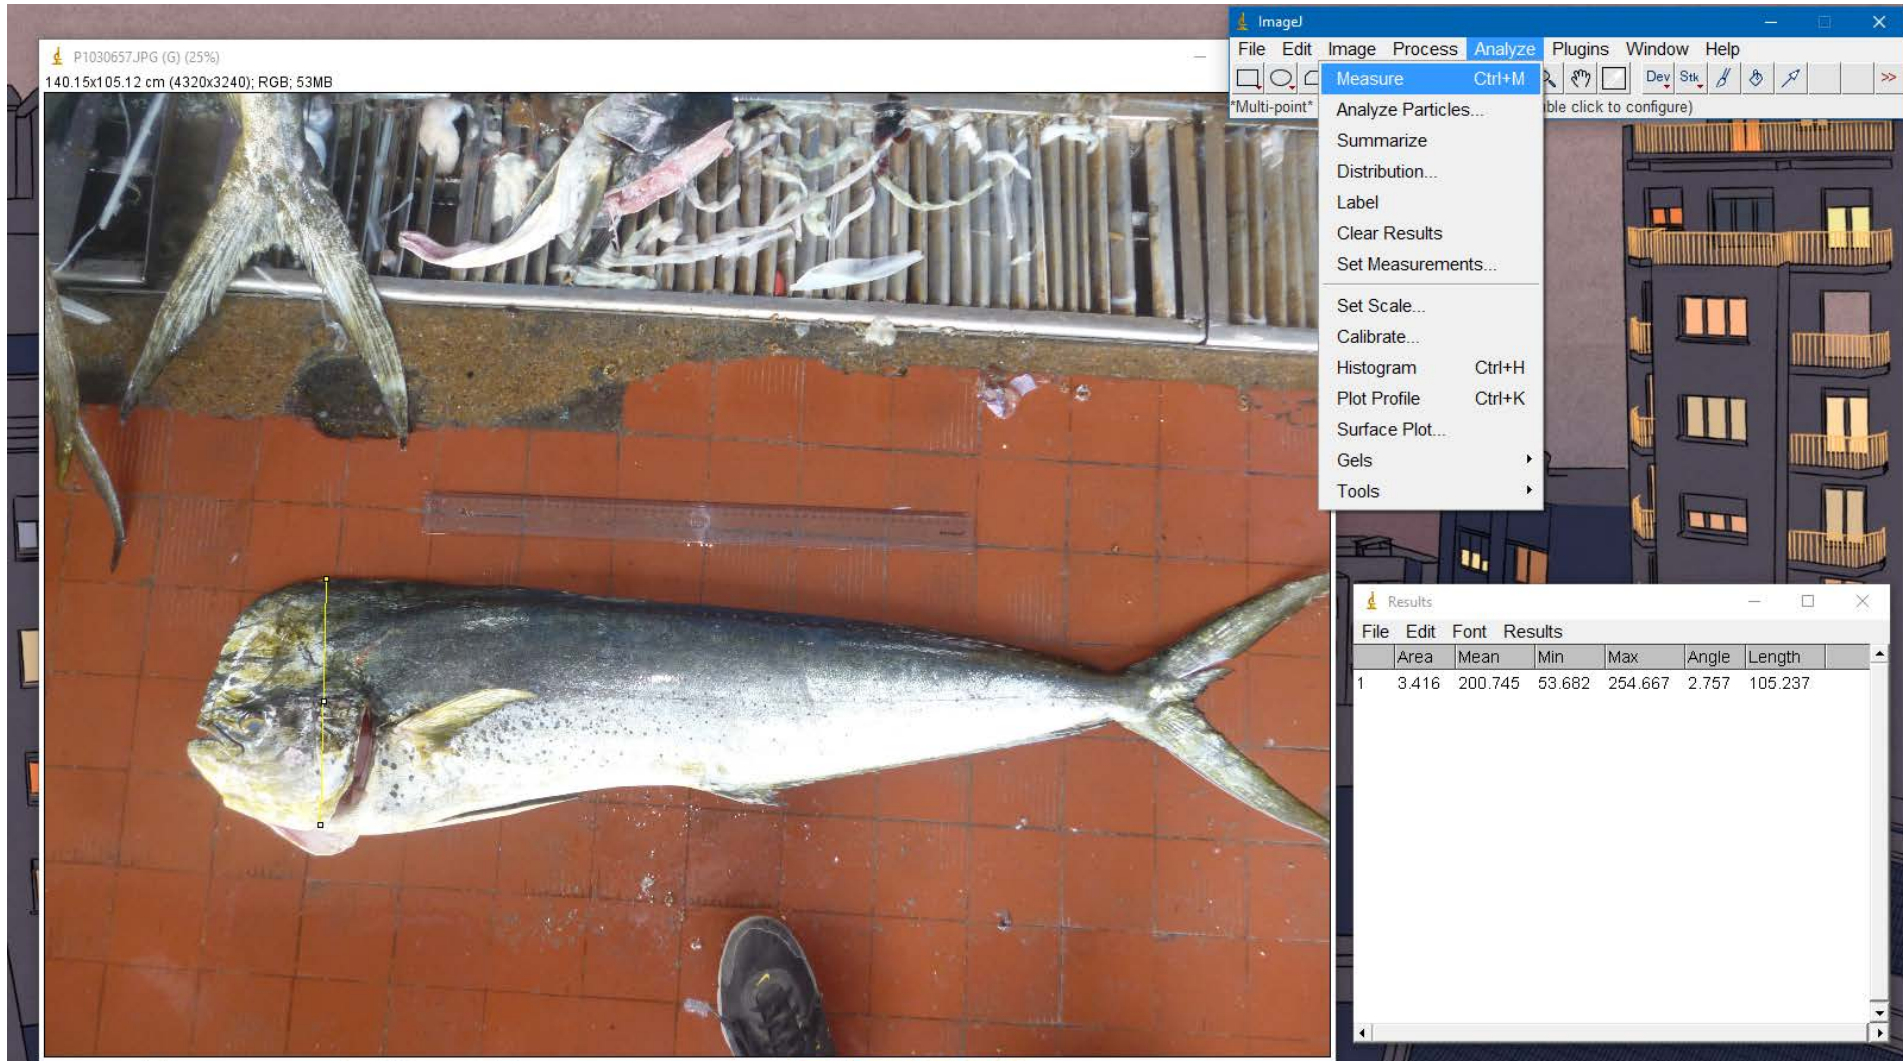 P1030657.JPG (G) (25%)
140.15x105.12 cm (4320x3240); RGB; 53MB
ImageJ
File Edit Image Process Analyze Plugins Window Help
Dev Stk >>
*Multi-point* ble click to configure)
Measure Ctrl+M
Analyze Particles...
Summarize
Distribution...
Label
Clear Results
Set Measurements...
Set Scale...
Calibrate...
Histogram Ctrl+H
Plot Profile Ctrl+K
Surface Plot...
Gels
Tools
Results
File Edit Font Results
Area Mean Min Max Angle Length
1 3.416 200.745 53.682 254.667 2.757 105.237